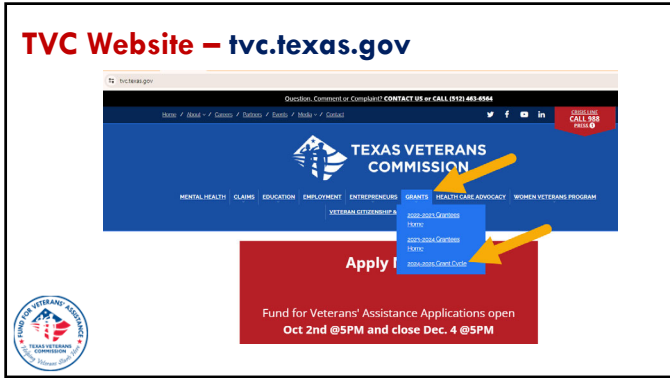 TVC Website – tvc.texas.gov
tvc.texas.gov
Question, Comment or Complaint? CONTACT US or CALL (512) 463-6564
Home / About / Careers / Partners / Events / Media / Contact
CRISIS LINE
CALL 988
PRESS 1
TEXAS VETERANS
COMMISSION
MENTAL HEALTH CLAIMS EDUCATION EMPLOYMENT ENTREPRENEURS GRANTS HEALTH CARE ADVOCACY WOMEN VETERANS PROGRAM
VETERAN CITIZENSHIP &
2022-2023 Grantees
Home
2023-2024 Grantees
Home
2024-2025 Grant Cycle
Apply
Fund for Veterans' Assistance Applications open
Oct 2nd @5PM and close Dec. 4 @5PM
FUND FOR VETERANS' ASSISTANCE
TEXAS VETERANS
COMMISSION
Helping Veterans Starts Here